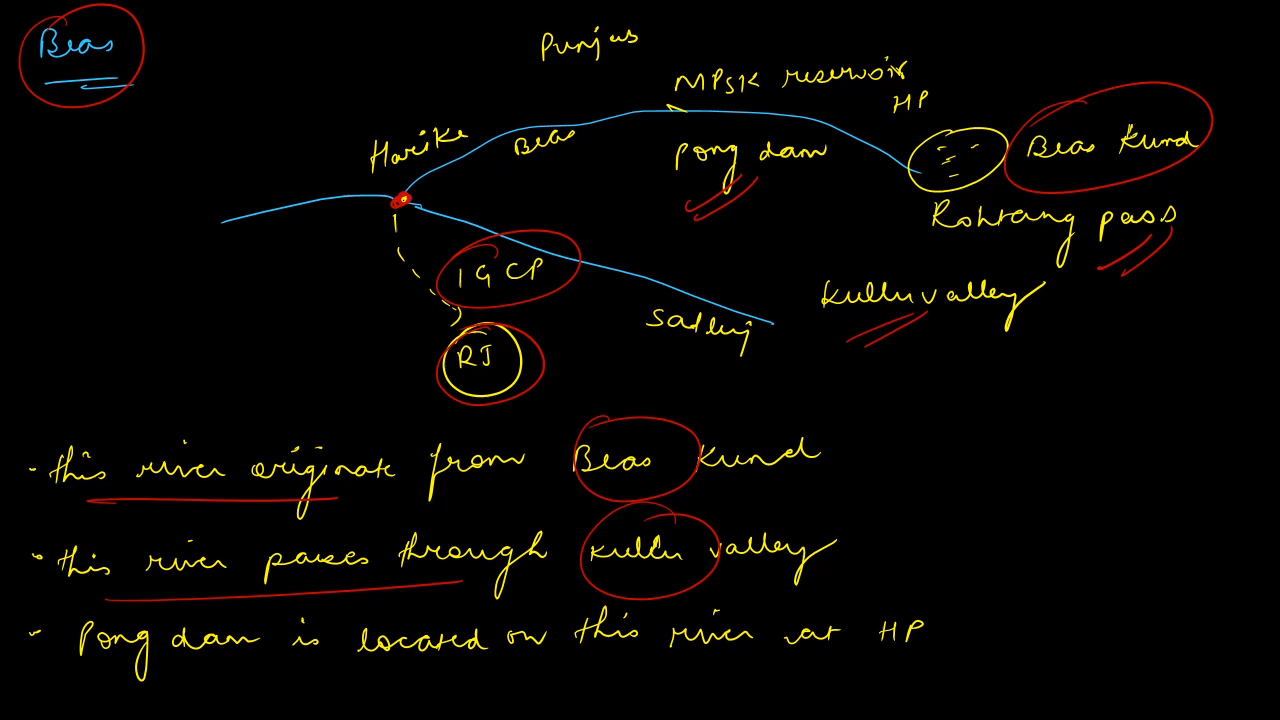 Beas
Punjab
MPSK reservoir
HP
Harike
Beas
Pong dam
Beas Kund
Rohtang pass
IGCP
Kullu valley
Satluj
RJ
· this river originate from Beas Kund
· this river passes through Kullu valley
· Pong dam is located on this river at HP